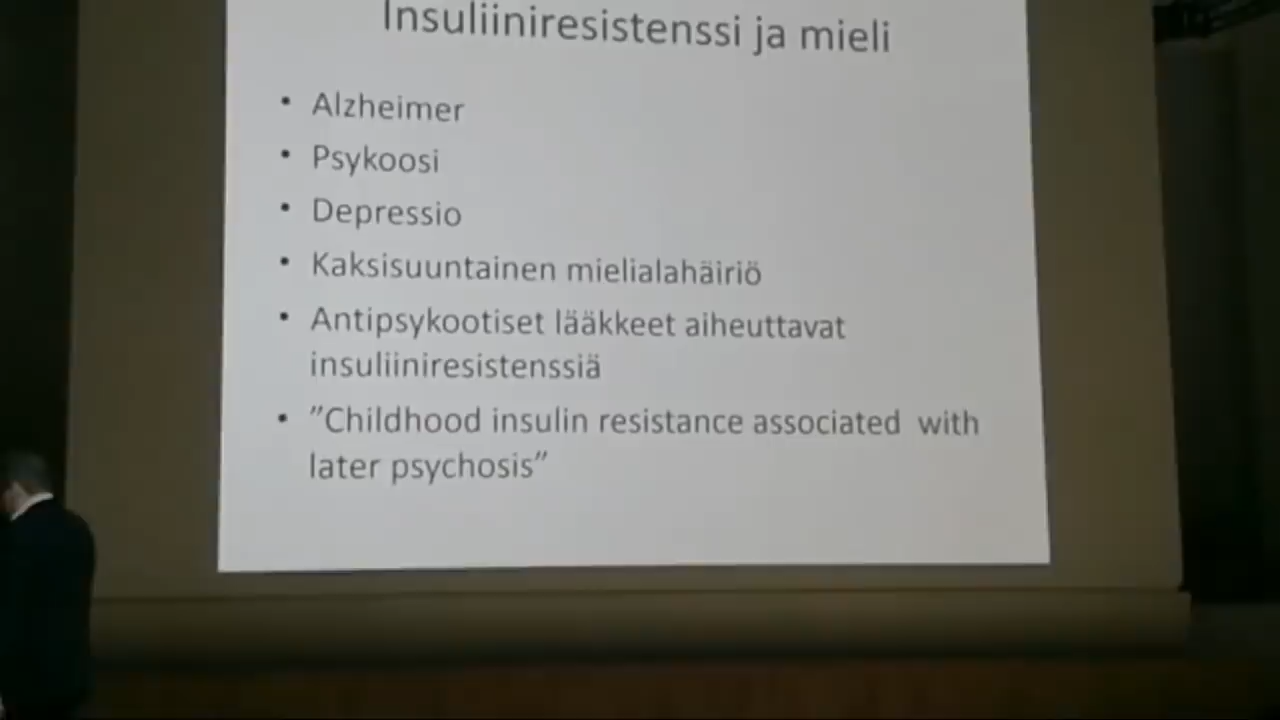 Insuliiniresistenssi ja mieli
• Alzheimer
• Psykoosi
• Depressio
• Kaksisuuntainen mielialahäiriö
• Antipsykootiset lääkkeet aiheuttavat
insuliiniresistenssiä
• ”Childhood insulin resistance associated with
later psychosis”